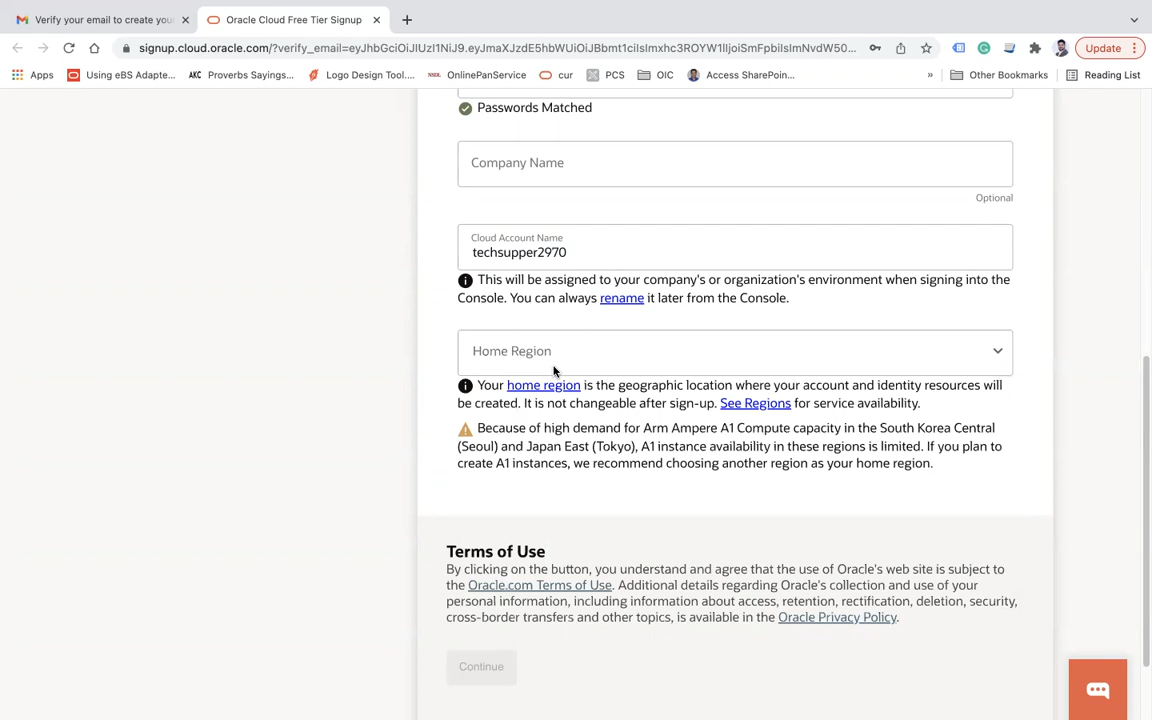 Verify your email to create you
Oracle Cloud Free Tier Signup
signup.cloud.oracle.com/?verify_email=eyJhbGciOiJIUzI1NiJ9.eyJmaXJzdE5hbWUiOiJBbmt1ciIsImxhc3ROYW1lIjoiSmFpbiIsImVtYW50...
Update
Apps
Using eBS Adapte...
AKC Proverbs Sayings...
Logo Design Tool....
OnlinePanService
cur
PCS
OIC
Access SharePoin...
»
Other Bookmarks
Reading List
Passwords Matched
Company Name
Optional
Cloud Account Name
techsupper2970
This will be assigned to your company's or organization's environment when signing into the
Console. You can always rename it later from the Console.
Home Region
Your home region is the geographic location where your account and identity resources will
be created. It is not changeable after sign-up. See Regions for service availability.
Because of high demand for Arm Ampere A1 Compute capacity in the South Korea Central
(Seoul) and Japan East (Tokyo), A1 instance availability in these regions is limited. If you plan to
create A1 instances, we recommend choosing another region as your home region.
Terms of Use
By clicking on the button, you understand and agree that the use of Oracle's web site is subject to
the Oracle.com Terms of Use. Additional details regarding Oracle's collection and use of your
personal information, including information about access, retention, rectification, deletion, security,
cross-border transfers and other topics, is available in the Oracle Privacy Policy.
Continue